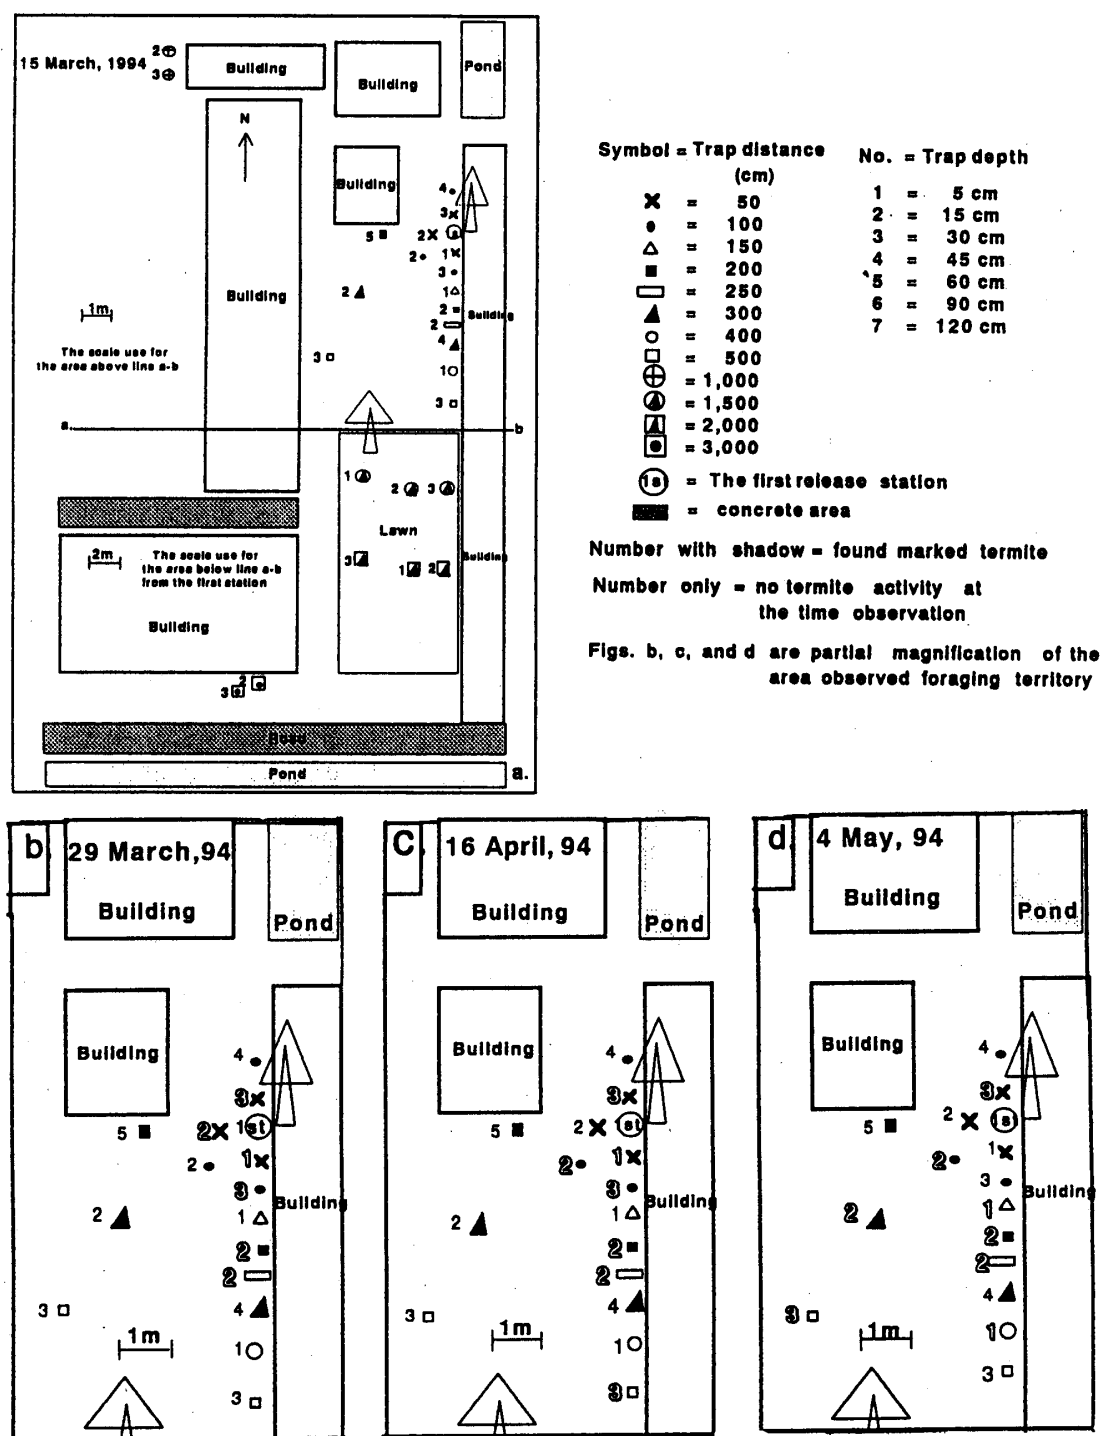 15 March, 1994
2
3
Building
Building
Pond
N
Building
Building
1m
The scale use for
the area above line a-b
4
3
5
2
1st
2
1
3
2
1
2
2
4
Building
3
1
3
a.
b
1
2
3
Lawn
3
1
2
Building
2m
The scale use for
the area below line a-b
from the first station
Building
2
3
Road
Pond
a.
Symbol = Trap distance
(cm)
= 50
= 100
= 150
= 200
= 250
= 300
= 400
= 500
= 1,000
= 1,500
= 2,000
= 3,000
No. = Trap depth
1 = 5 cm
2 = 15 cm
3 = 30 cm
4 = 45 cm
5 = 60 cm
6 = 90 cm
7 = 120 cm
1st = The first release station
= concrete area
Number with shadow = found marked termite
Number only = no termite activity at
the time observation
Figs. b, c, and d are partial magnification of the
area observed foraging territory
b
29 March,94
Building
Pond
Building
4
3
5
2
1st
2
1
3
2
1
Building
2
2
3
4
1m
1
3
C
16 April, 94
Building
Pond
Building
4
3
5
2
1st
2
1
3
Building
2
1
2
2
3
4
1m
1
3
d
4 May, 94
Building
Pond
Building
4
3
5
2
1st
2
1
3
Building
2
1
2
2
4
3
1m
1
3